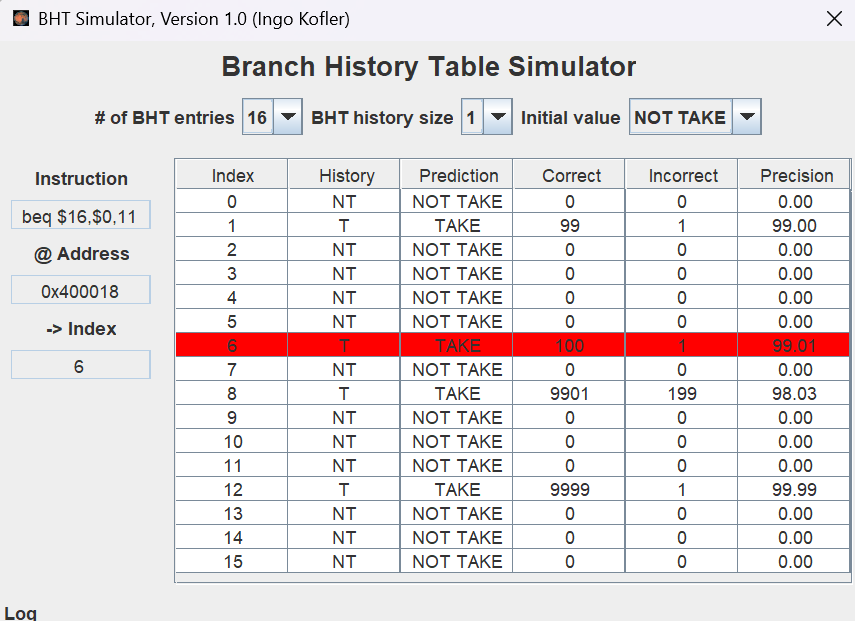 BHT Simulator, Version 1.0 (Ingo Kofler)
Branch History Table Simulator
# of BHT entries 16 BHT history size 1 Initial value NOT TAKE
Instruction
beq $16,$0,11
@ Address
0x400018
-> Index
6
Index History Prediction Correct Incorrect Precision
0 NT NOT TAKE 0 0 0.00
1 T TAKE 99 1 99.00
2 NT NOT TAKE 0 0 0.00
3 NT NOT TAKE 0 0 0.00
4 NT NOT TAKE 0 0 0.00
5 NT NOT TAKE 0 0 0.00
6 T TAKE 100 1 99.01
7 NT NOT TAKE 0 0 0.00
8 T TAKE 9901 199 98.03
9 NT NOT TAKE 0 0 0.00
10 NT NOT TAKE 0 0 0.00
11 NT NOT TAKE 0 0 0.00
12 T TAKE 9999 1 99.99
13 NT NOT TAKE 0 0 0.00
14 NT NOT TAKE 0 0 0.00
15 NT NOT TAKE 0 0 0.00
Log